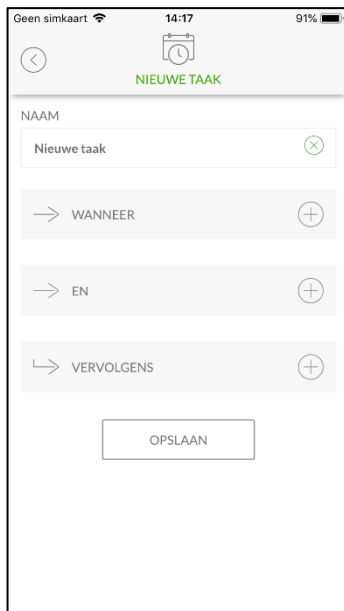 Geen simkaart 14:17 91%
NIEUWE TAAK
NAAM
Nieuwe taak
WANNEER
EN
VERVOLGENS
OPSLAAN